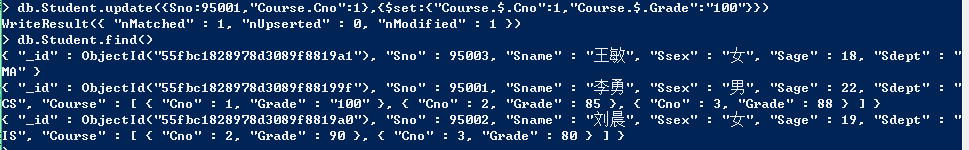 > db.Student.update({Sno:95001,"Course.Cno":1},{$set:{"Course.$.Cno":1,"Course.$.Grade":"100"}})
WriteResult({ "nMatched" : 1, "nUpserted" : 0, "nModified" : 1 })
> db.Student.find()
{ "_id" : ObjectId("55fbc1828978d3089f8819a1"), "Sno" : 95003, "Sname" : "王敏", "Ssex" : "女", "Sage" : 18, "Sdept" : "
MA" }
{ "_id" : ObjectId("55fbc1828978d3089f88199f"), "Sno" : 95001, "Sname" : "李勇", "Ssex" : "男", "Sage" : 22, "Sdept" : "
CS", "Course" : [ { "Cno" : 1, "Grade" : "100" }, { "Cno" : 2, "Grade" : 85 }, { "Cno" : 3, "Grade" : 88 } ] }
{ "_id" : ObjectId("55fbc1828978d3089f8819a0"), "Sno" : 95002, "Sname" : "刘晨", "Ssex" : "女", "Sage" : 19, "Sdept" : "
IS", "Course" : [ { "Cno" : 2, "Grade" : 90 }, { "Cno" : 3, "Grade" : 80 } ] }